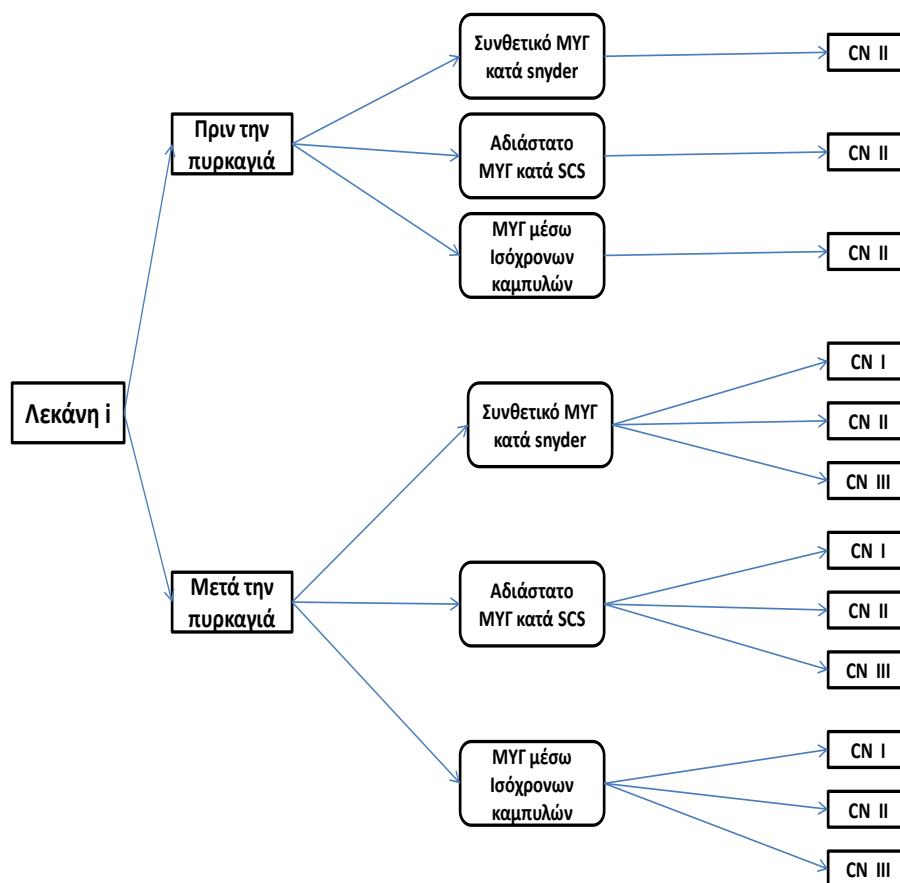 Λεκάνη i
Πριν την
πυρκαγιά
Συνθετικό ΜΥΓ
κατά snyder
CN II
Αδιάστατο
ΜΥΓ κατά SCS
CN II
ΜΥΓ μέσω
Ισόχρονων
καμπυλών
CN II
Μετά την
πυρκαγιά
Συνθετικό ΜΥΓ
κατά snyder
CN I
CN II
CN III
Αδιάστατο
ΜΥΓ κατά SCS
CN I
CN II
CN III
ΜΥΓ μέσω
Ισόχρονων
καμπυλών
CN I
CN II
CN III